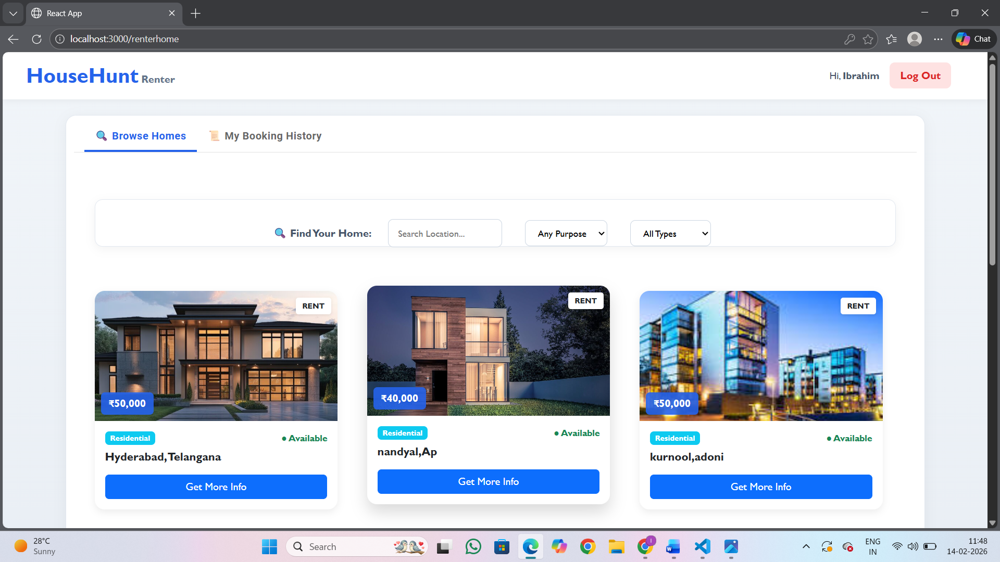 React App
localhost:3000/renterhome
Chat
HouseHunt Renter
Hi, Ibrahim
Log Out
🔍 Browse Homes
📜 My Booking History
🔍 Find Your Home:
Search Location...
Any Purpose
All Types
RENT
₹50,000
Residential
● Available
Hyderabad,Telangana
Get More Info
RENT
₹40,000
Residential
● Available
nandyal,Ap
Get More Info
RENT
₹50,000
Residential
● Available
kurnool,adoni
Get More Info
28°C
Sunny
Search
I
W
ENG
IN
11:48
14-02-2026